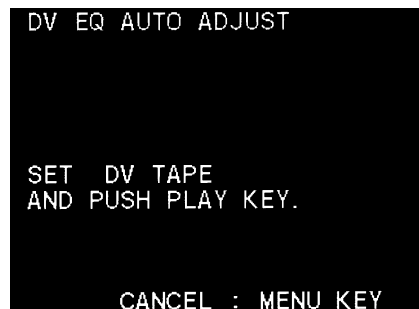 DV EQ AUTO ADJUST
SET DV TAPE
AND PUSH PLAY KEY.
CANCEL : MENU KEY